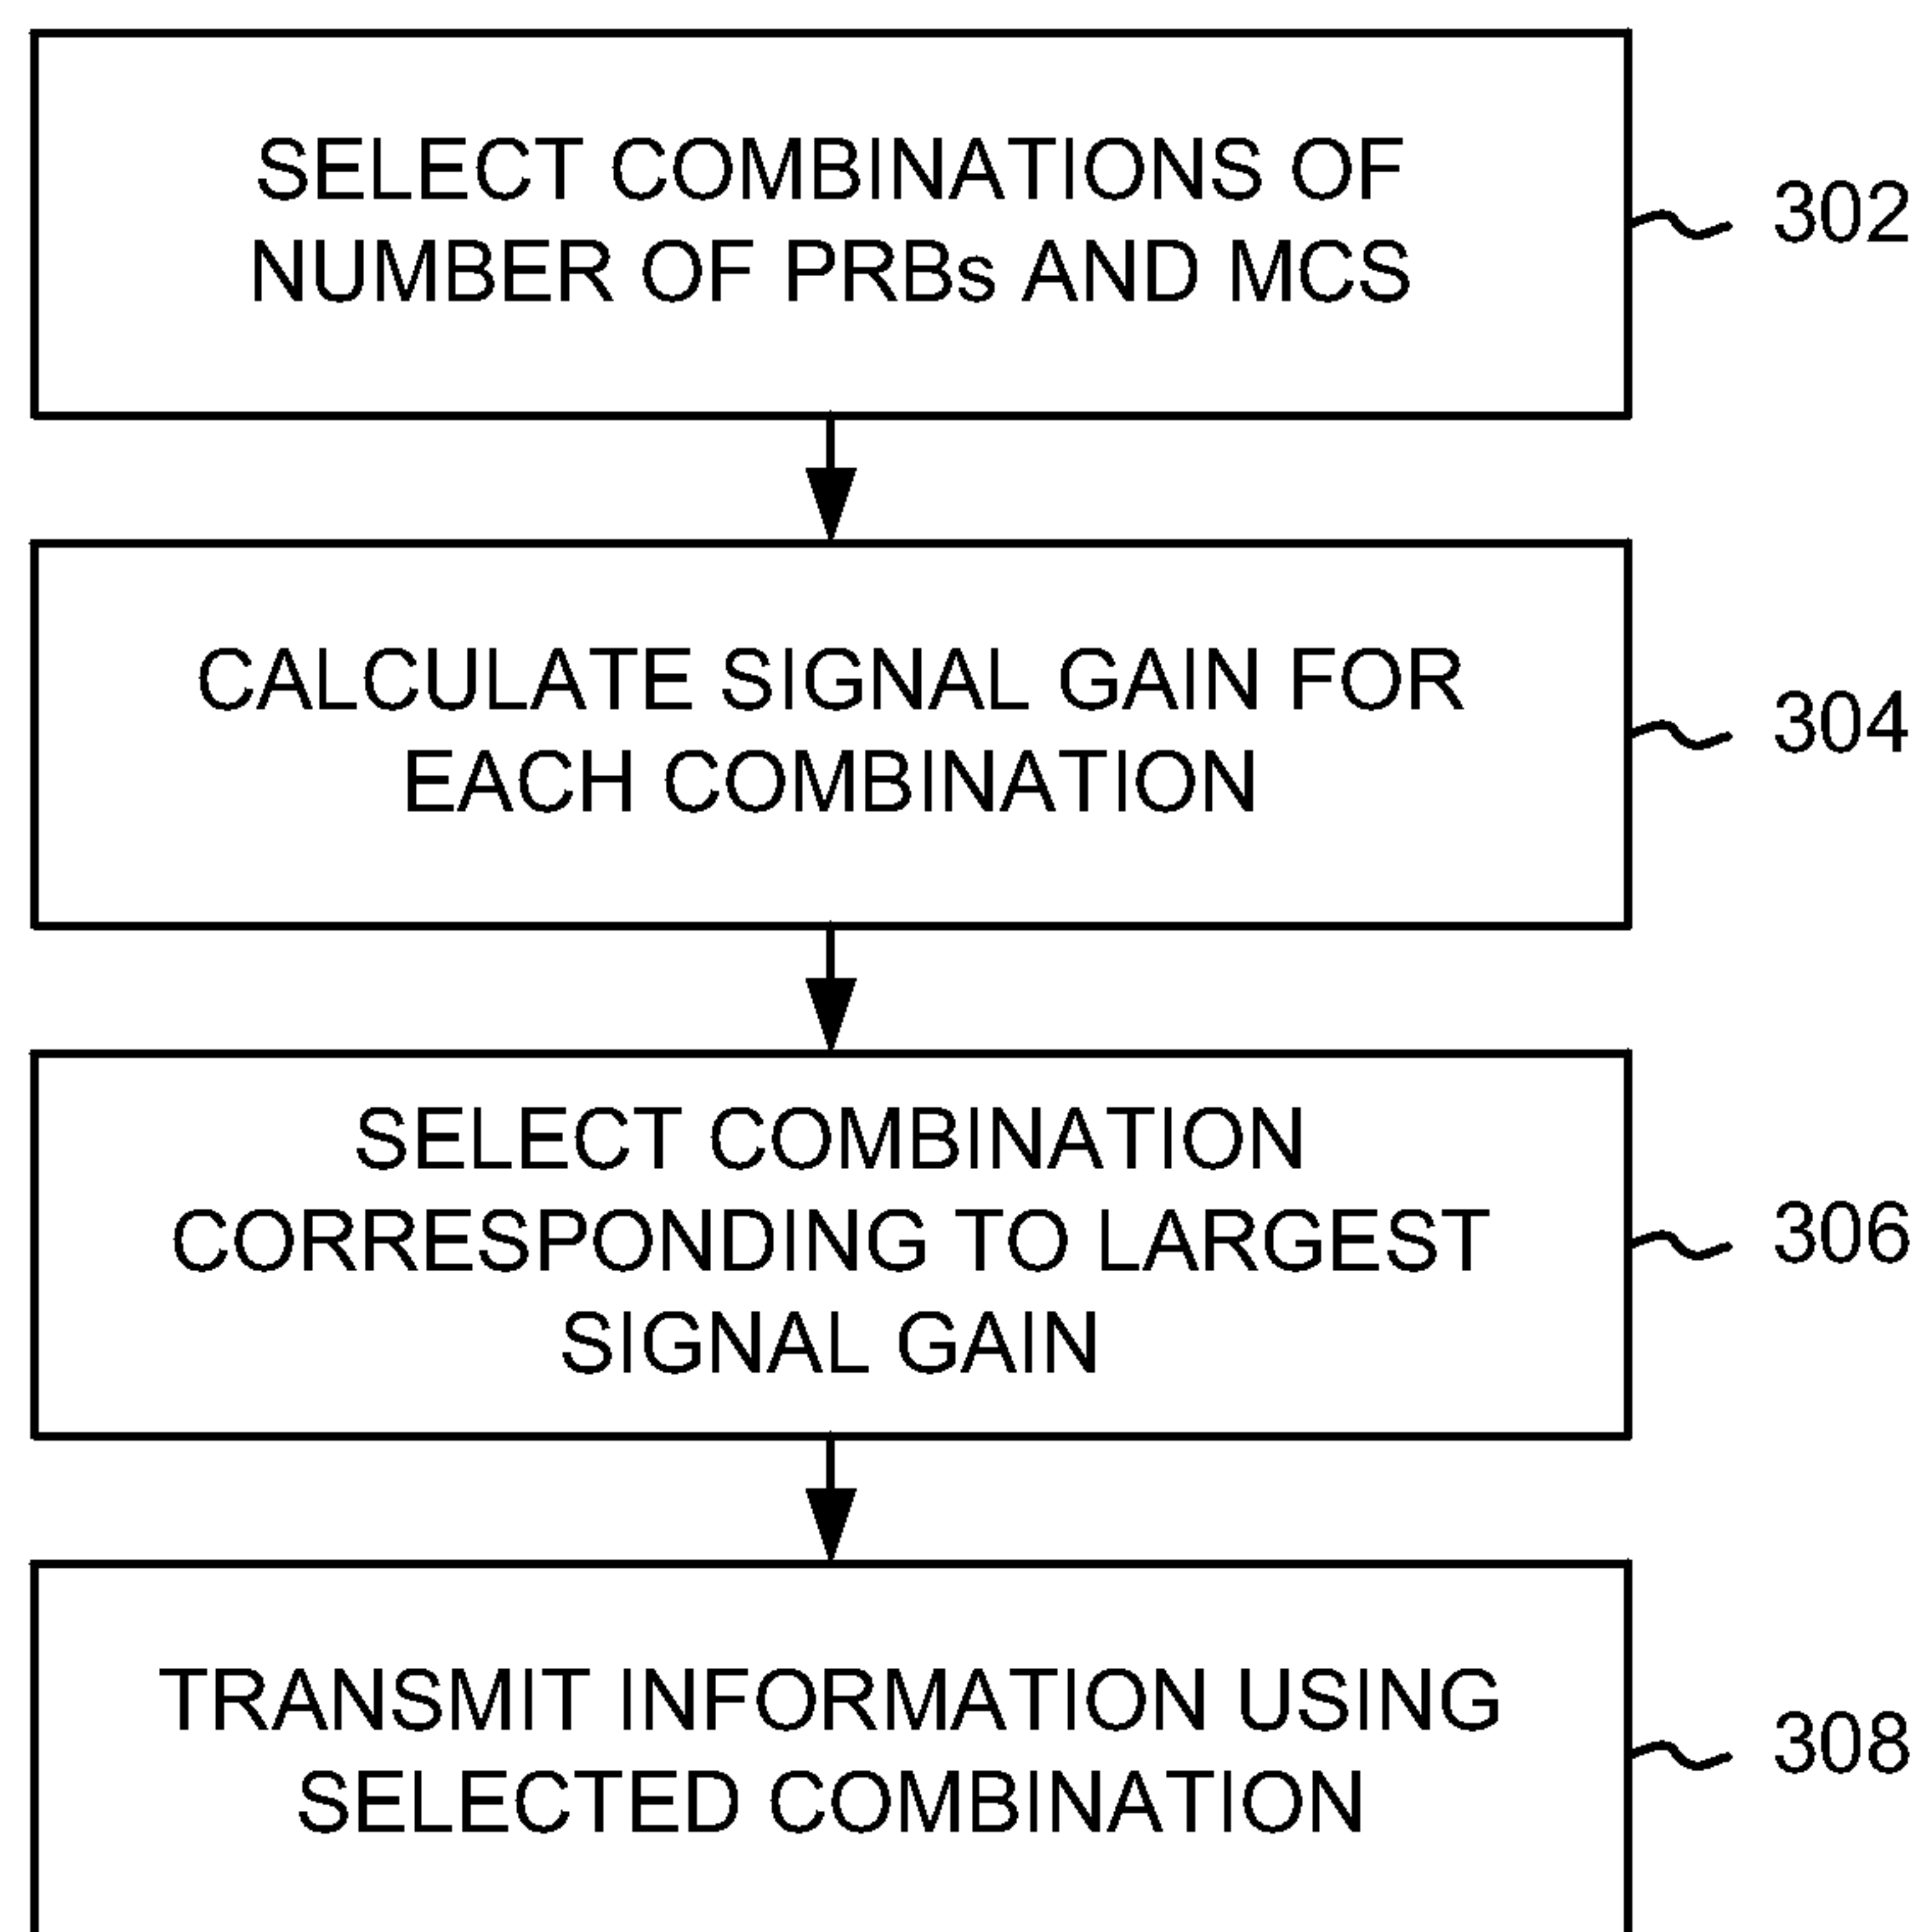 SELECT COMBINATIONS OF
NUMBER OF PRBs AND MCS
302
CALCULATE SIGNAL GAIN FOR
EACH COMBINATION
304
SELECT COMBINATION
CORRESPONDING TO LARGEST
SIGNAL GAIN
306
TRANSMIT INFORMATION USING
SELECTED COMBINATION
308